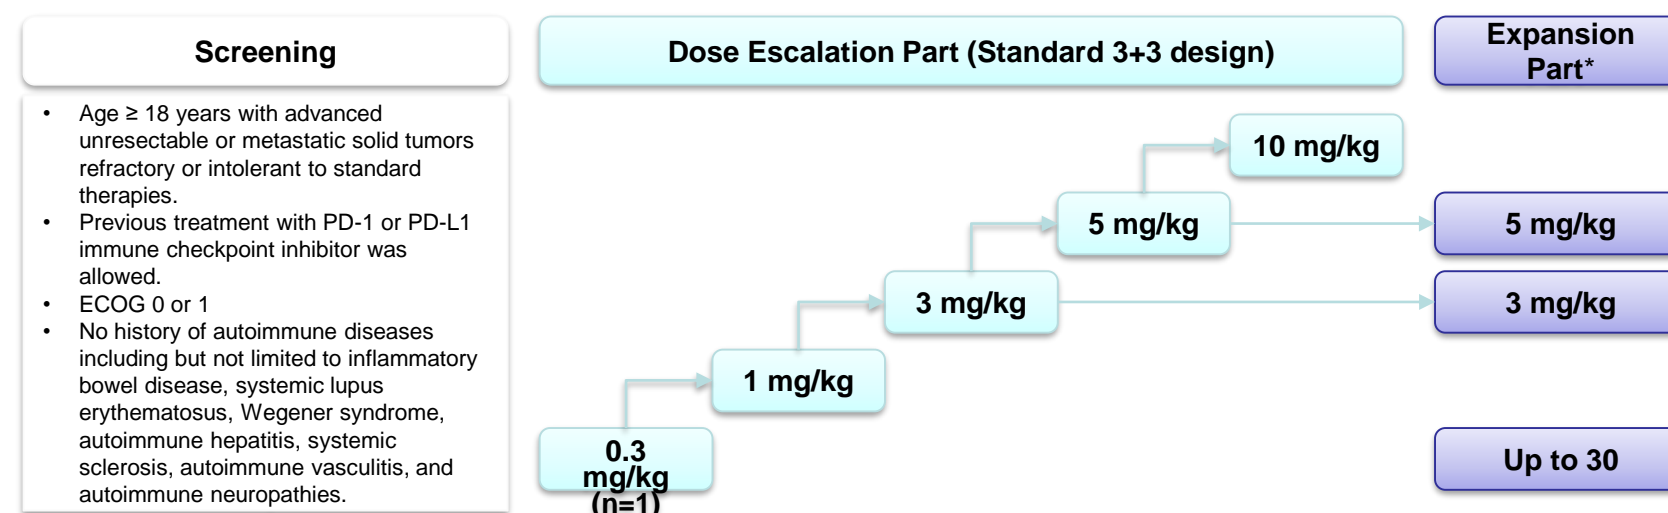 Screening
• Age ≥ 18 years with advanced
unresectable or metastatic solid tumors
refractory or intolerant to standard
therapies.
• Previous treatment with PD-1 or PD-L1
immune checkpoint inhibitor was
allowed.
• ECOG 0 or 1
• No history of autoimmune diseases
including but not limited to inflammatory
bowel disease, systemic lupus
erythematosus, Wegener syndrome,
autoimmune hepatitis, systemic
sclerosis, autoimmune vasculitis, and
autoimmune neuropathies.
Dose Escalation Part (Standard 3+3 design)
10 mg/kg
5 mg/kg
3 mg/kg
1 mg/kg
0.3
mg/kg
(n=1)
Expansion
Part*
5 mg/kg
3 mg/kg
Up to 30